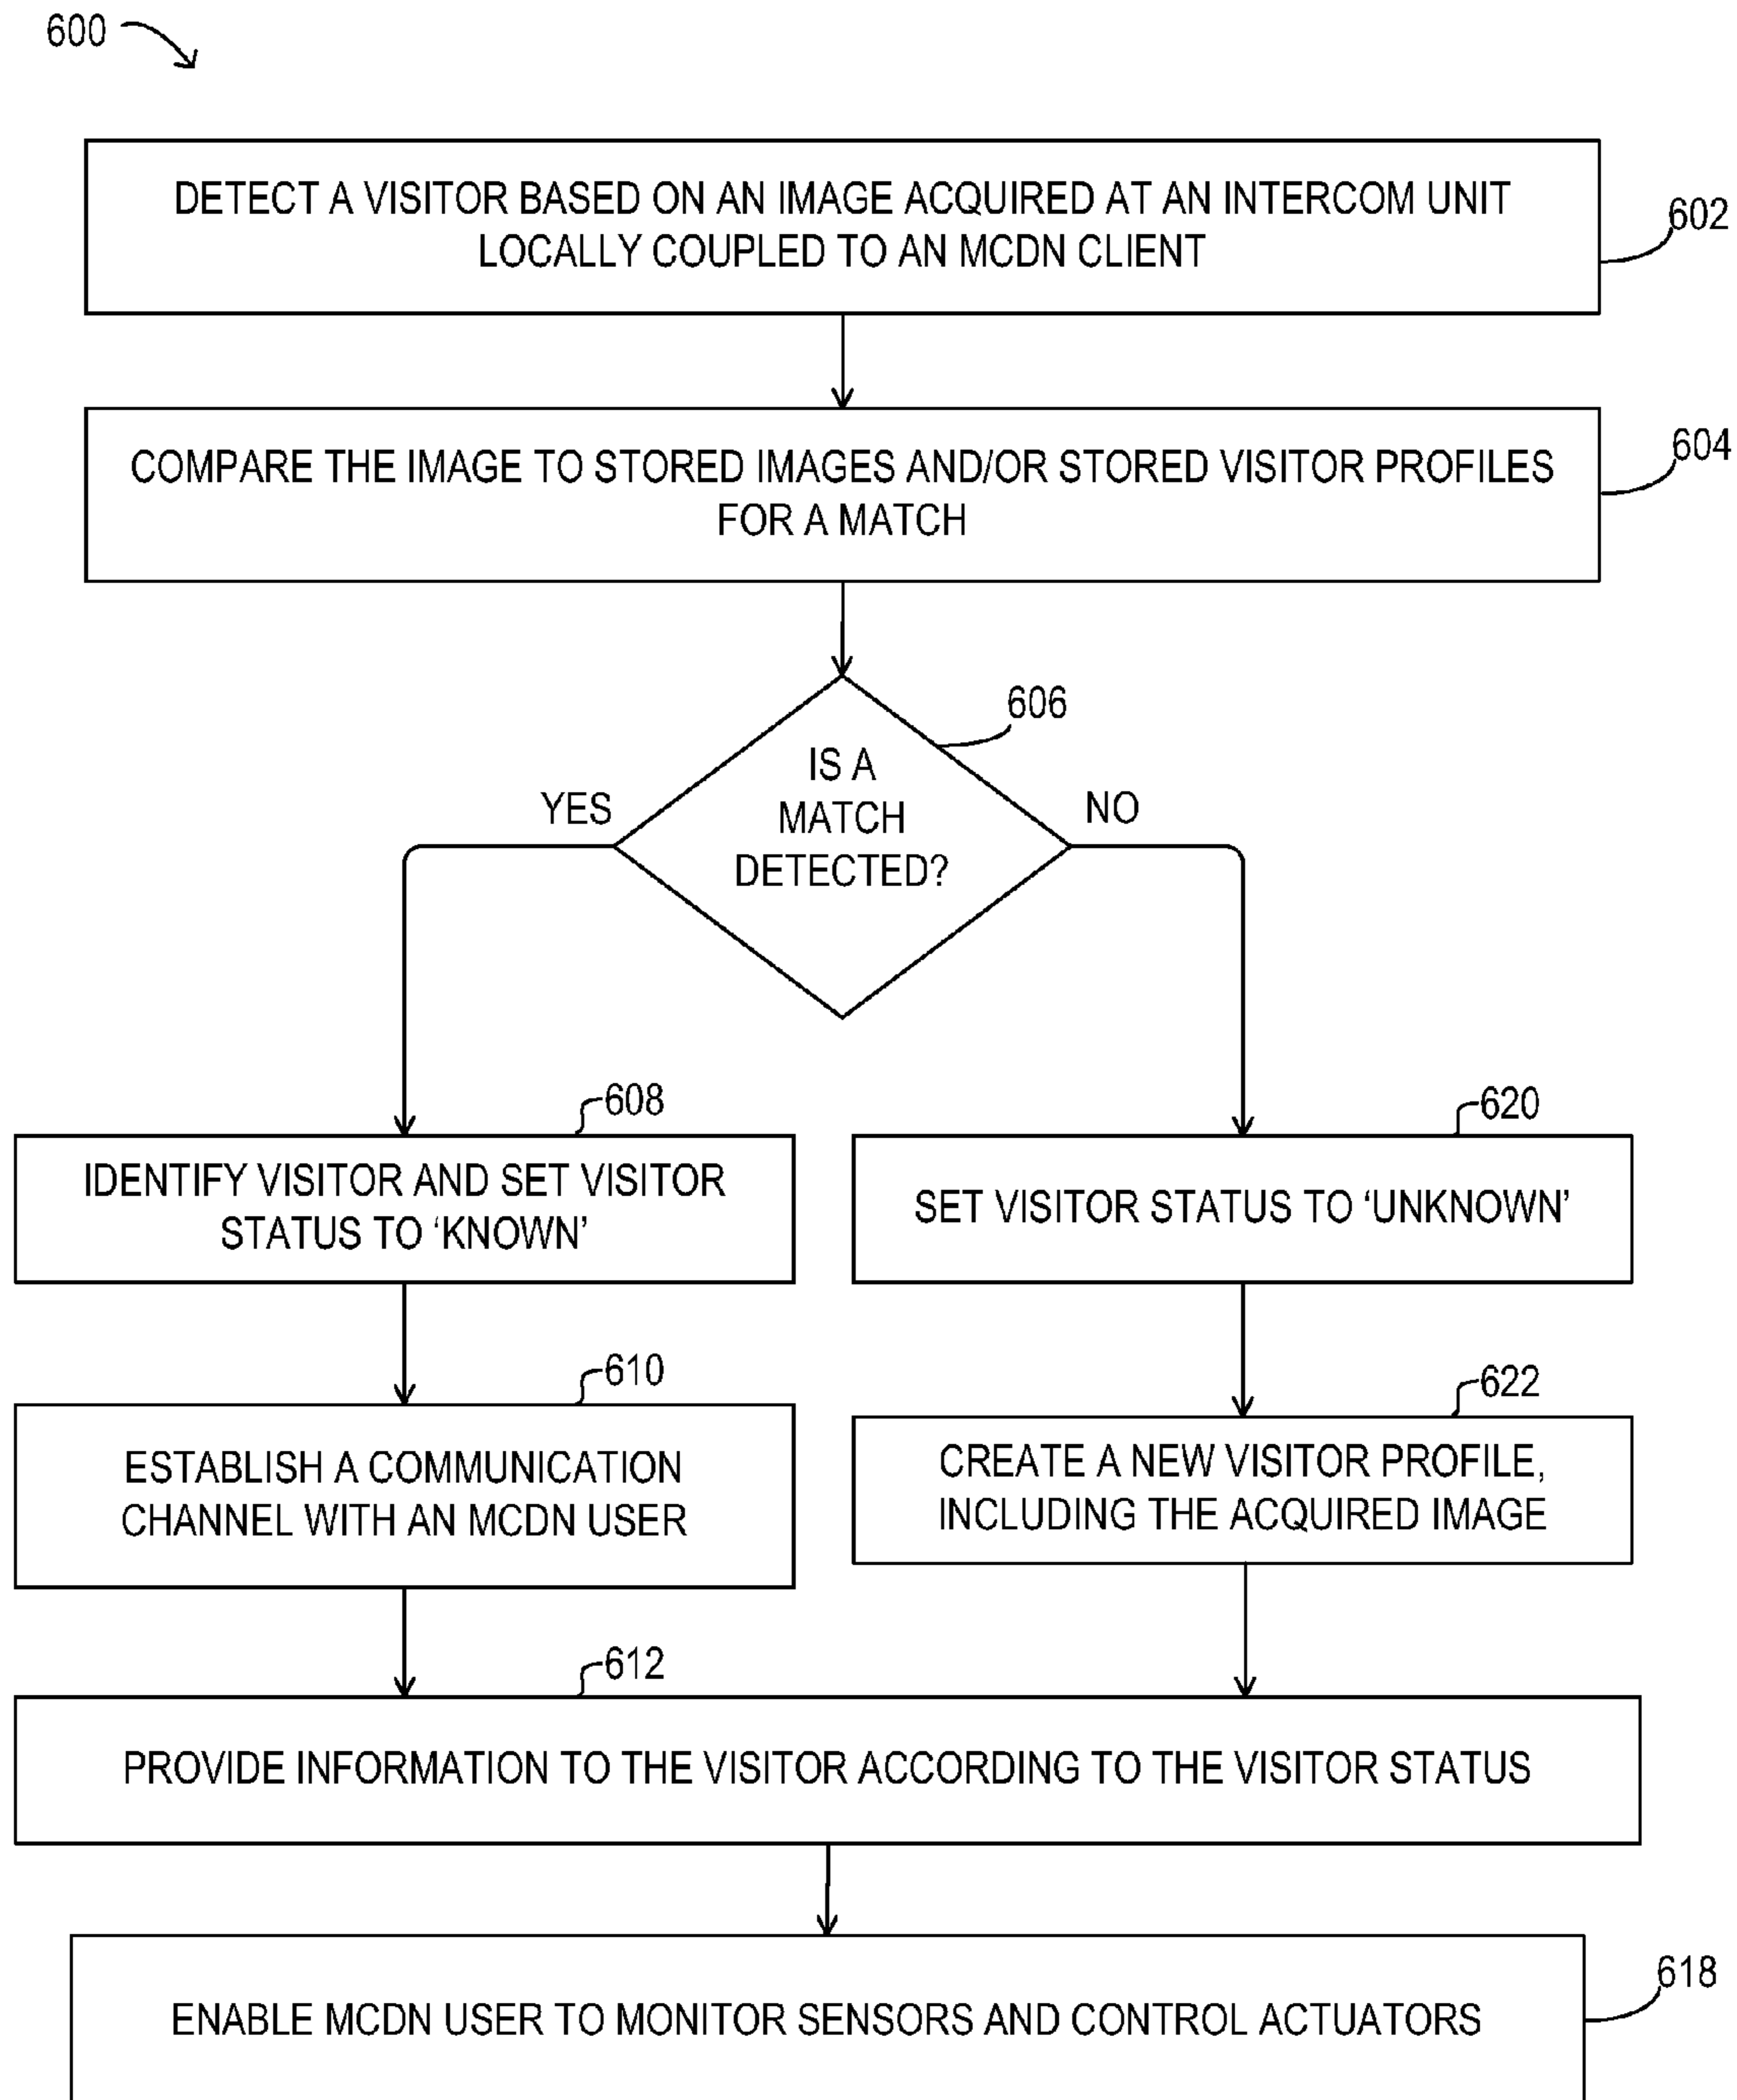 600
DETECT A VISITOR BASED ON AN IMAGE ACQUIRED AT AN INTERCOM UNIT
LOCALLY COUPLED TO AN MCDN CLIENT
602
COMPARE THE IMAGE TO STORED IMAGES AND/OR STORED VISITOR PROFILES
FOR A MATCH
604
606
IS A
MATCH
DETECTED?
YES
NO
608
IDENTIFY VISITOR AND SET VISITOR
STATUS TO ‘KNOWN’
620
SET VISITOR STATUS TO ‘UNKNOWN’
610
ESTABLISH A COMMUNICATION
CHANNEL WITH AN MCDN USER
622
CREATE A NEW VISITOR PROFILE,
INCLUDING THE ACQUIRED IMAGE
612
PROVIDE INFORMATION TO THE VISITOR ACCORDING TO THE VISITOR STATUS
618
ENABLE MCDN USER TO MONITOR SENSORS AND CONTROL ACTUATORS